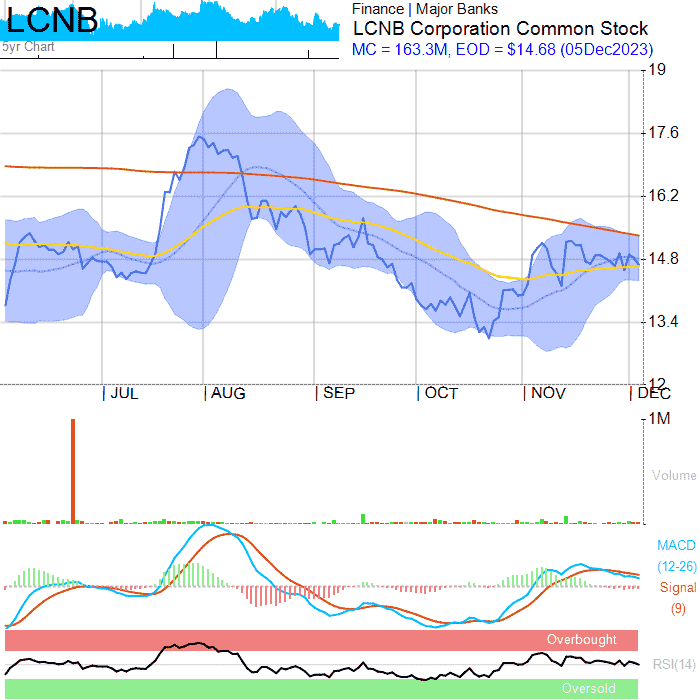 LCNB
5yr Chart
Finance | Major Banks
LCNB Corporation Common Stock
MC = 163.3M, EOD = $14.68 (05Dec2023)
19
17.6
16.2
14.8
13.4
12
| JUL
| AUG
| SEP
| OCT
| NOV
| DEC
1M
Volume
MACD
(12-26)
Signal
(9)
Overbought
RSI(14)
Oversold